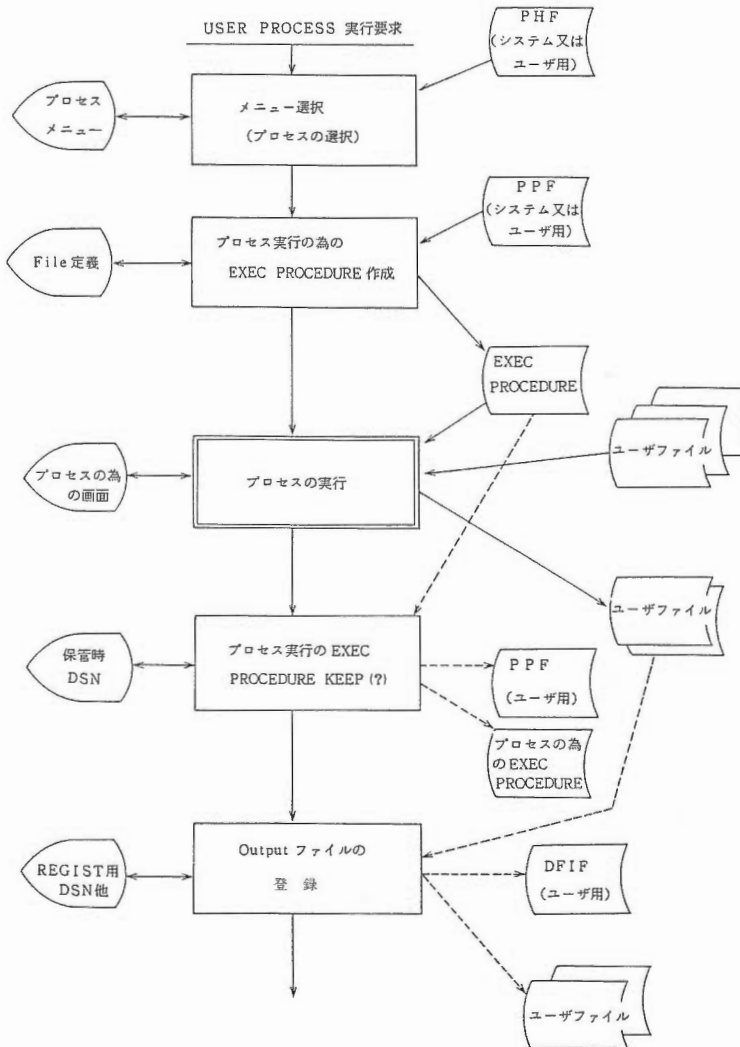 USER PROCESS 実行要求
PHF
(システム又は
ユーザ用)
プロセス
メニュー
メニュー選択
(プロセスの選択)
PPF
(システム又は
ユーザ用)
File定義
プロセス実行の為の
EXEC PROCEDURE 作成
EXEC
PROCEDURE
ユーザファイル
プロセスの為
の画面
プロセスの実行
ユーザファイル
保管時
DSN
プロセス実行の EXEC
PROCEDURE KEEP (?)
PPF
(ユーザ用)
プロセスの為
の EXEC
PROCEDURE
REGIST用
DSN他
Output ファイルの
登 録
DFIF
(ユーザ用)
ユーザファイル